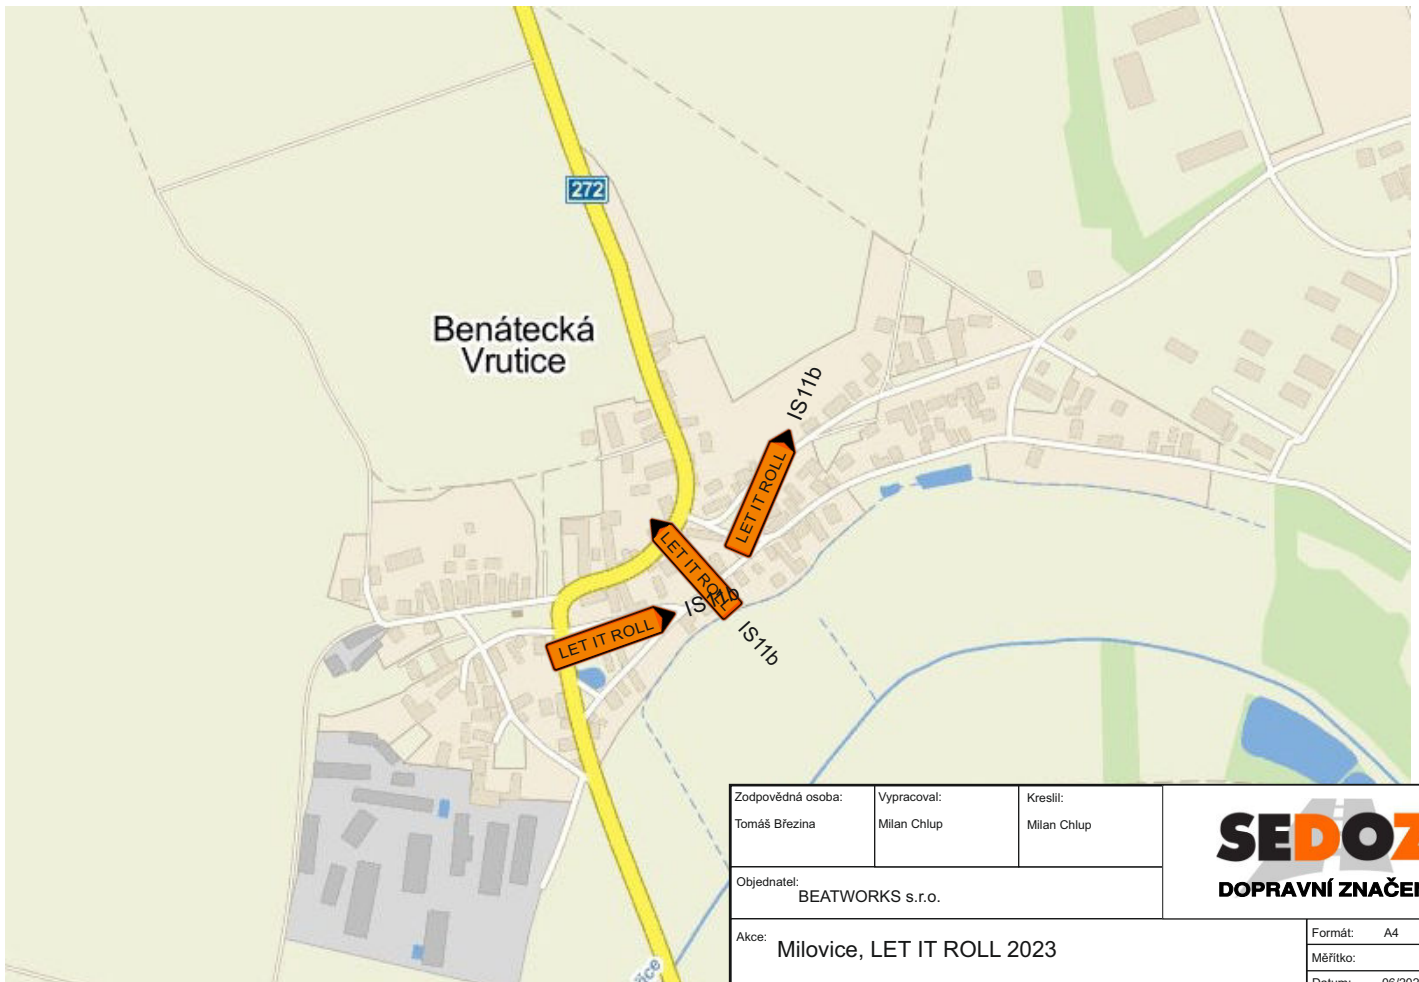 272
Benátecká
Vrutice
IS11b
LET IT ROLL
LET IT ROLL
IS11b
LET IT ROLL
IS11b
Zodpovědná osoba:
Tomáš Březina
Vypracoval:
Milan Chlup
Kreslil:
Milan Chlup
SEDOZ
DOPRAVNÍ ZNAČEN
Objednatel:
BEATWORKS s.r.o.
Akce:
Milovice, LET IT ROLL 2023
Formát: A4
Měřítko: